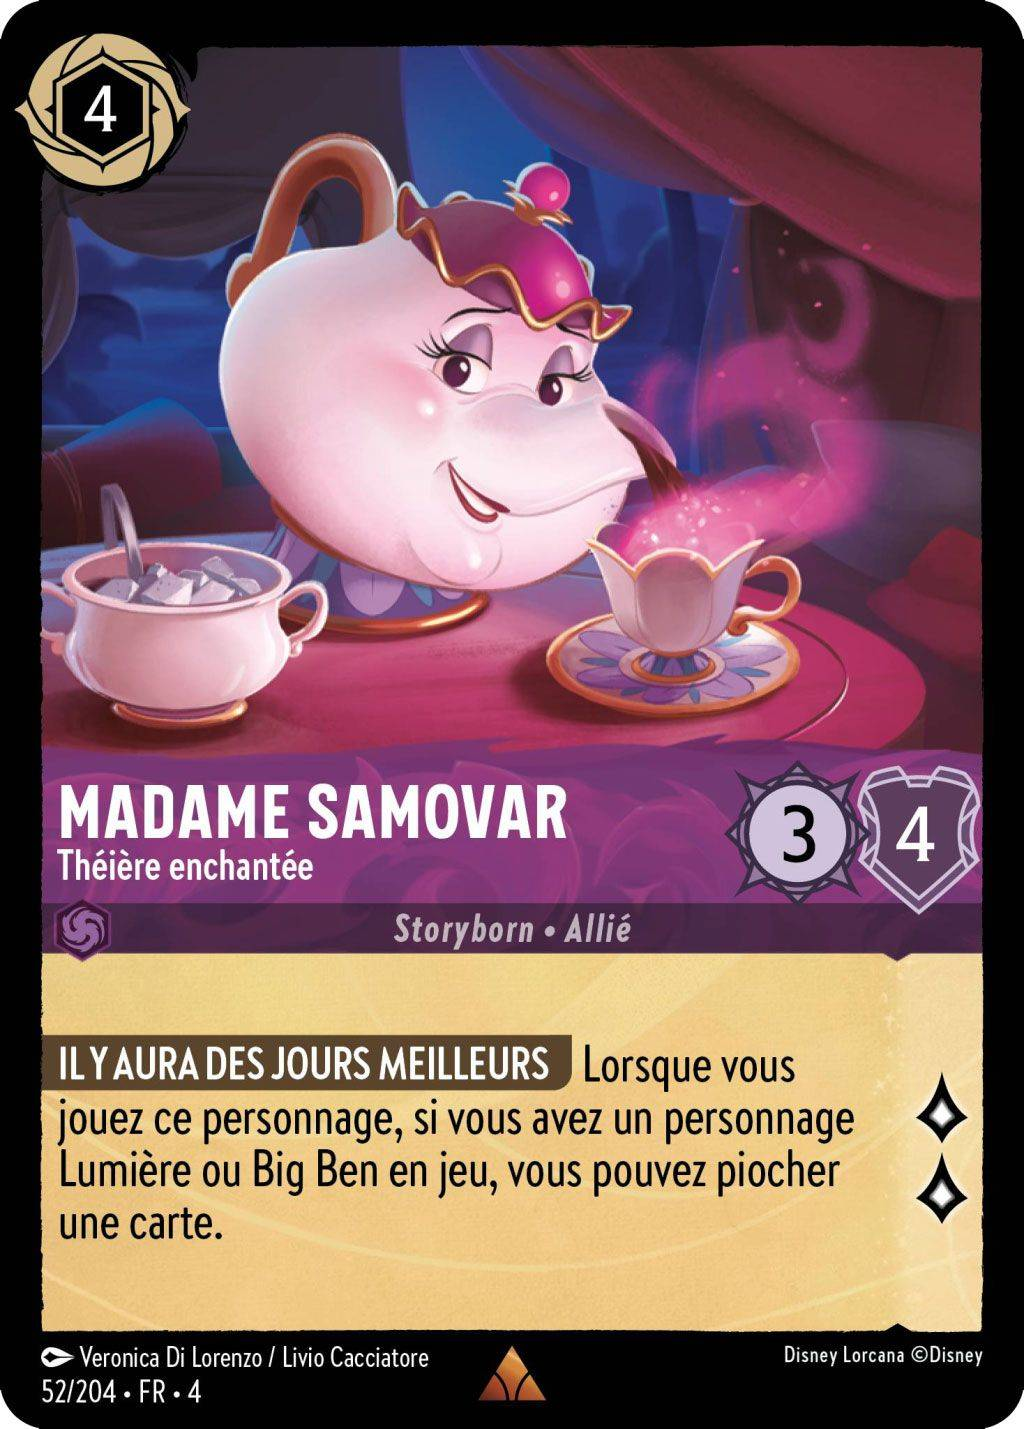 4
MADAME SAMOVAR
Théière enchantée
3
4
Storyborn • Allié
IL Y AURA DES JOURS MEILLEURS Lorsque vous
jouez ce personnage, si vous avez un personnage
Lumière ou Big Ben en jeu, vous pouvez piocher
une carte.
Veronica Di Lorenzo / Livio Cacciatore
Disney Lorcana ©Disney
52/204 • FR • 4